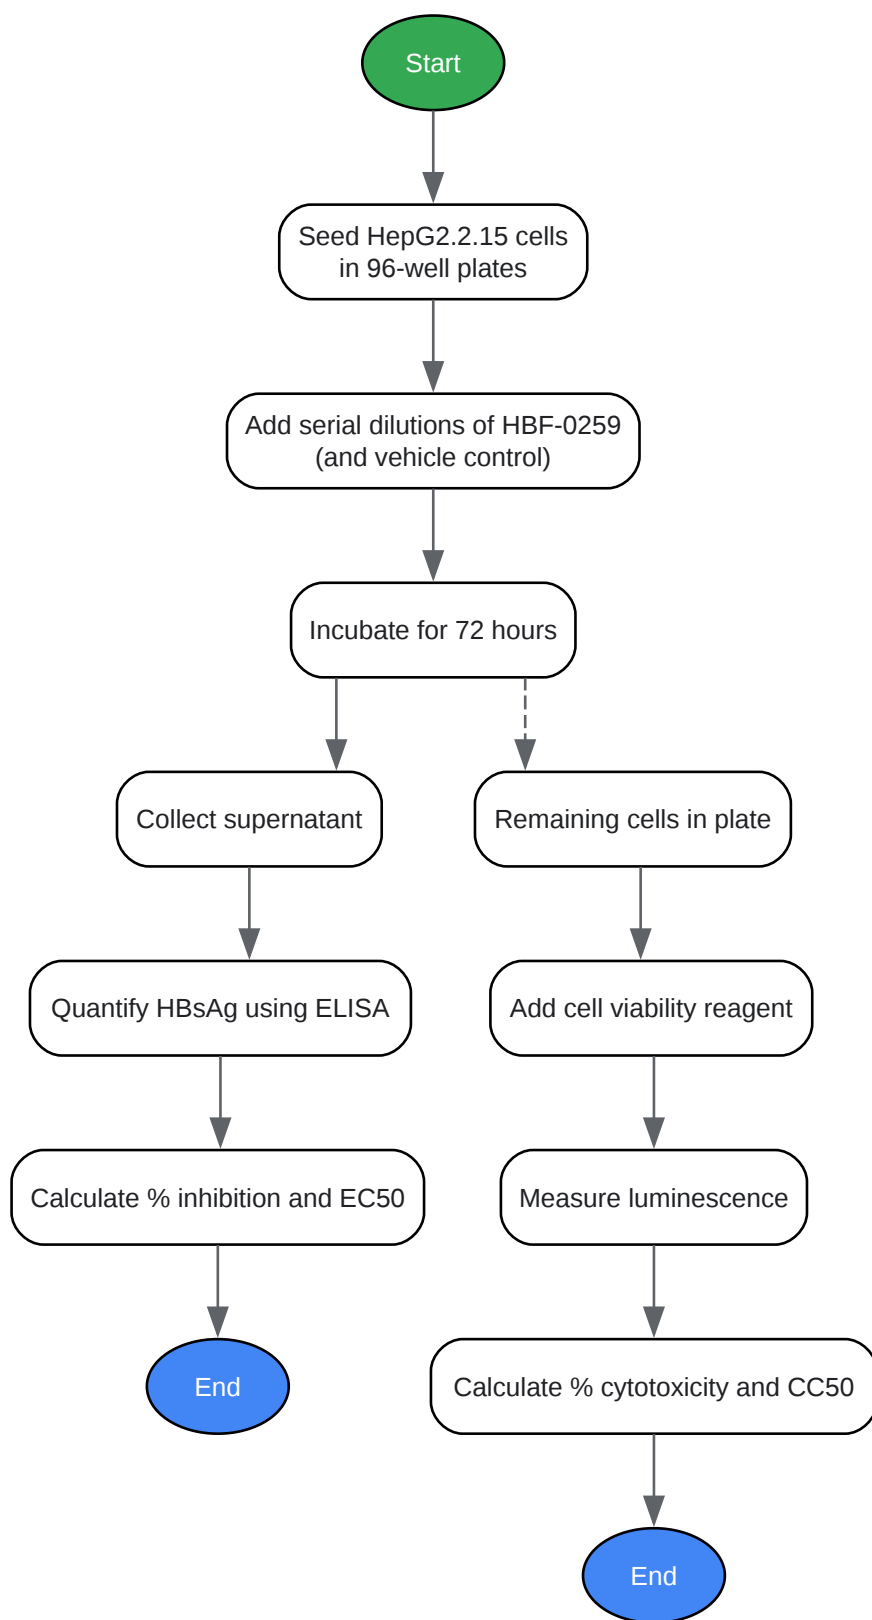 Start
Seed HepG2.2.15 cells
in 96-well plates
Add serial dilutions of HBF-0259
(and vehicle control)
Incubate for 72 hours
Collect supernatant
Remaining cells in plate
Quantify HBsAg using ELISA
Add cell viability reagent
Calculate % inhibition and EC50
Measure luminescence
End
Calculate % cytotoxicity and CC50
End